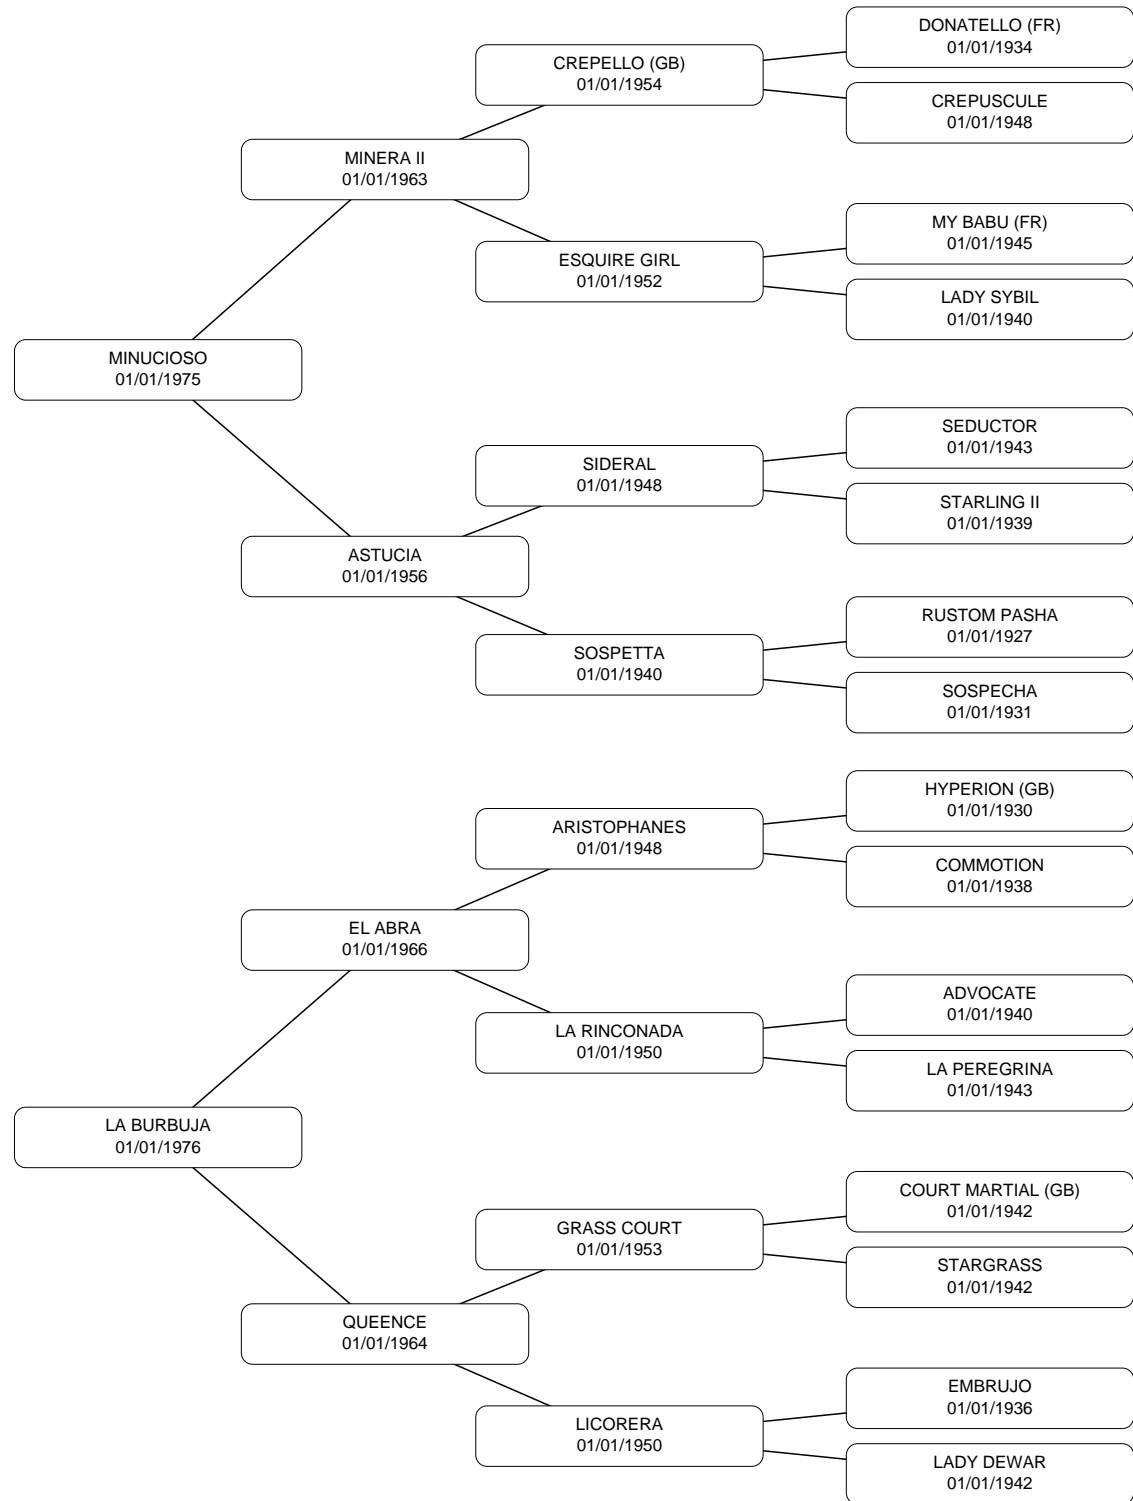 DONATELLO (FR)
01/01/1934
CREPELLO (GB)
01/01/1954
CREPUSCULE
01/01/1948
MINERA II
01/01/1963
MY BABU (FR)
01/01/1945
ESQUIRE GIRL
01/01/1952
LADY SYBIL
01/01/1940
MINUCIOSO
01/01/1975
SEDUCTOR
01/01/1943
SIDERAL
01/01/1948
STARLING II
01/01/1939
ASTUCIA
01/01/1956
RUSTOM PASHA
01/01/1927
SOSPETTA
01/01/1940
SOSPECHA
01/01/1931
HYPERION (GB)
01/01/1930
ARISTOPHANES
01/01/1948
COMMOTION
01/01/1938
EL ABRA
01/01/1966
ADVOCATE
01/01/1940
LA RINCONADA
01/01/1950
LA PEREGRINA
01/01/1943
LA BURBUJA
01/01/1976
COURT MARTIAL (GB)
01/01/1942
GRASS COURT
01/01/1953
STARGRASS
01/01/1942
QUEENCE
01/01/1964
EMBRUJO
01/01/1936
LICORERA
01/01/1950
LADY DEWAR
01/01/1942